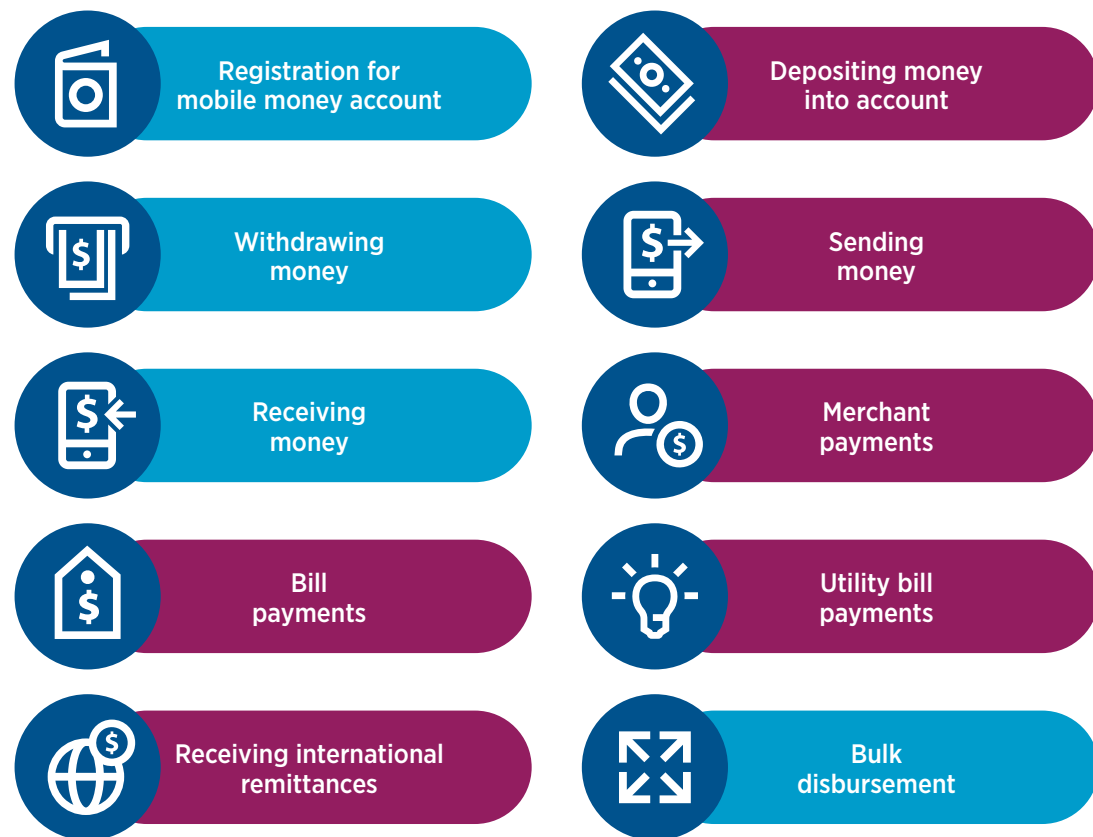 Registration for
mobile money account
Depositing money
into account
$
Withdrawing
money
$
Sending
money
$
Receiving
money
$
Merchant
payments
$
Bill
payments
Utility bill
payments
$
Receiving international
remittances
Bulk
disbursement